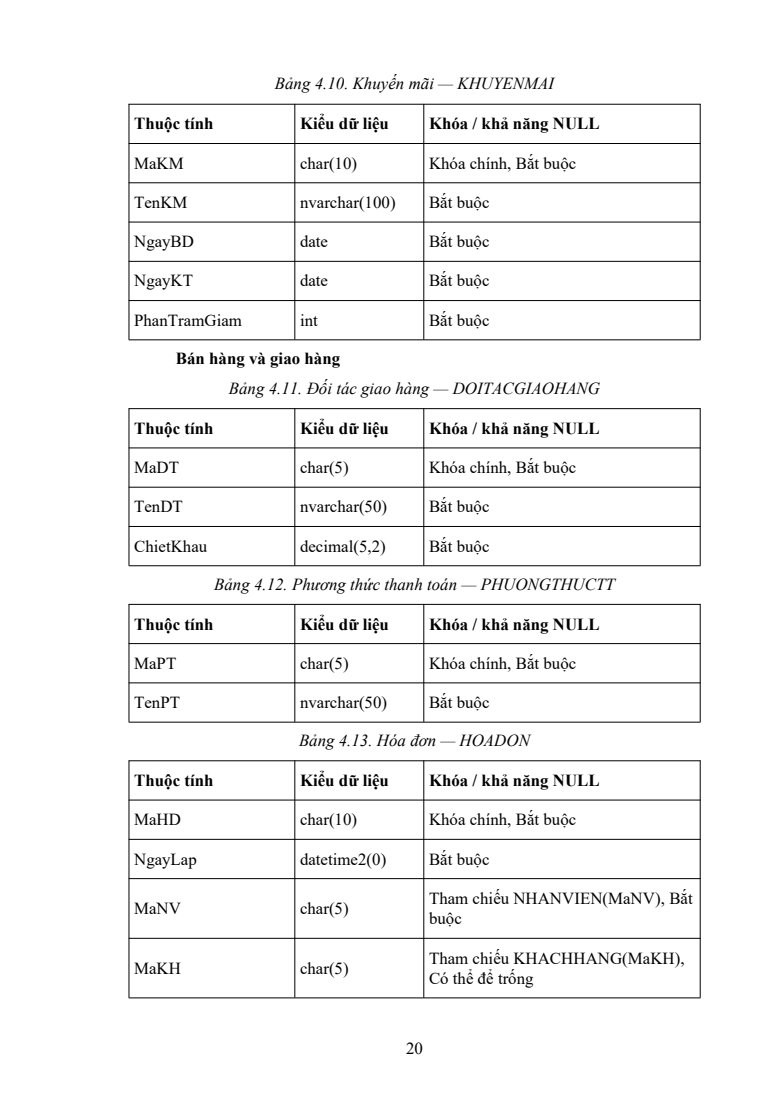 Bảng 4.10. Khuyến mãi — KHUYENMAI
Thuộc tính Kiểu dữ liệu Khóa / khả năng NULL
MaKM char(10) Khóa chính, Bắt buộc
TenKM nvarchar(100) Bắt buộc
NgayBD date Bắt buộc
NgayKT date Bắt buộc
PhanTramGiam int Bắt buộc
Bán hàng và giao hàng
Bảng 4.11. Đối tác giao hàng — DOITACGIAOHANG
Thuộc tính Kiểu dữ liệu Khóa / khả năng NULL
MaDT char(5) Khóa chính, Bắt buộc
TenDT nvarchar(50) Bắt buộc
ChietKhau decimal(5,2) Bắt buộc
Bảng 4.12. Phương thức thanh toán — PHUONGTHUCTT
Thuộc tính Kiểu dữ liệu Khóa / khả năng NULL
MaPT char(5) Khóa chính, Bắt buộc
TenPT nvarchar(50) Bắt buộc
Bảng 4.13. Hóa đơn — HOADON
Thuộc tính Kiểu dữ liệu Khóa / khả năng NULL
MaHD char(10) Khóa chính, Bắt buộc
NgayLap datetime2(0) Bắt buộc
MaNV char(5) Tham chiếu NHANVIEN(MaNV), Bắt
buộc
MaKH char(5) Tham chiếu KHACHHANG(MaKH),
Có thể để trống
20